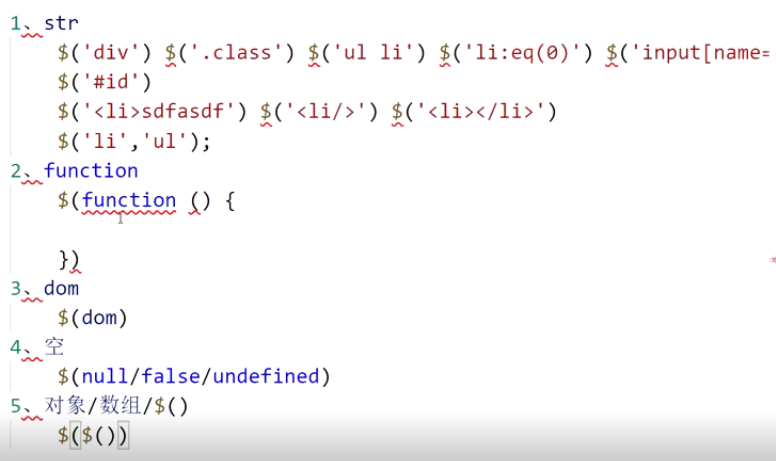 1、str
$('div') $('.class') $('ul li') $('li:eq(0)') $('input[name=
$('#id')
$('<li>sdfasdf') $('<li/>') $('<li></li>')
$('li','ul');
2、function
$(function () {
})
3、dom
$(dom)
4、空
$(null/false/undefined)
5、对象/数组/$()
$($())